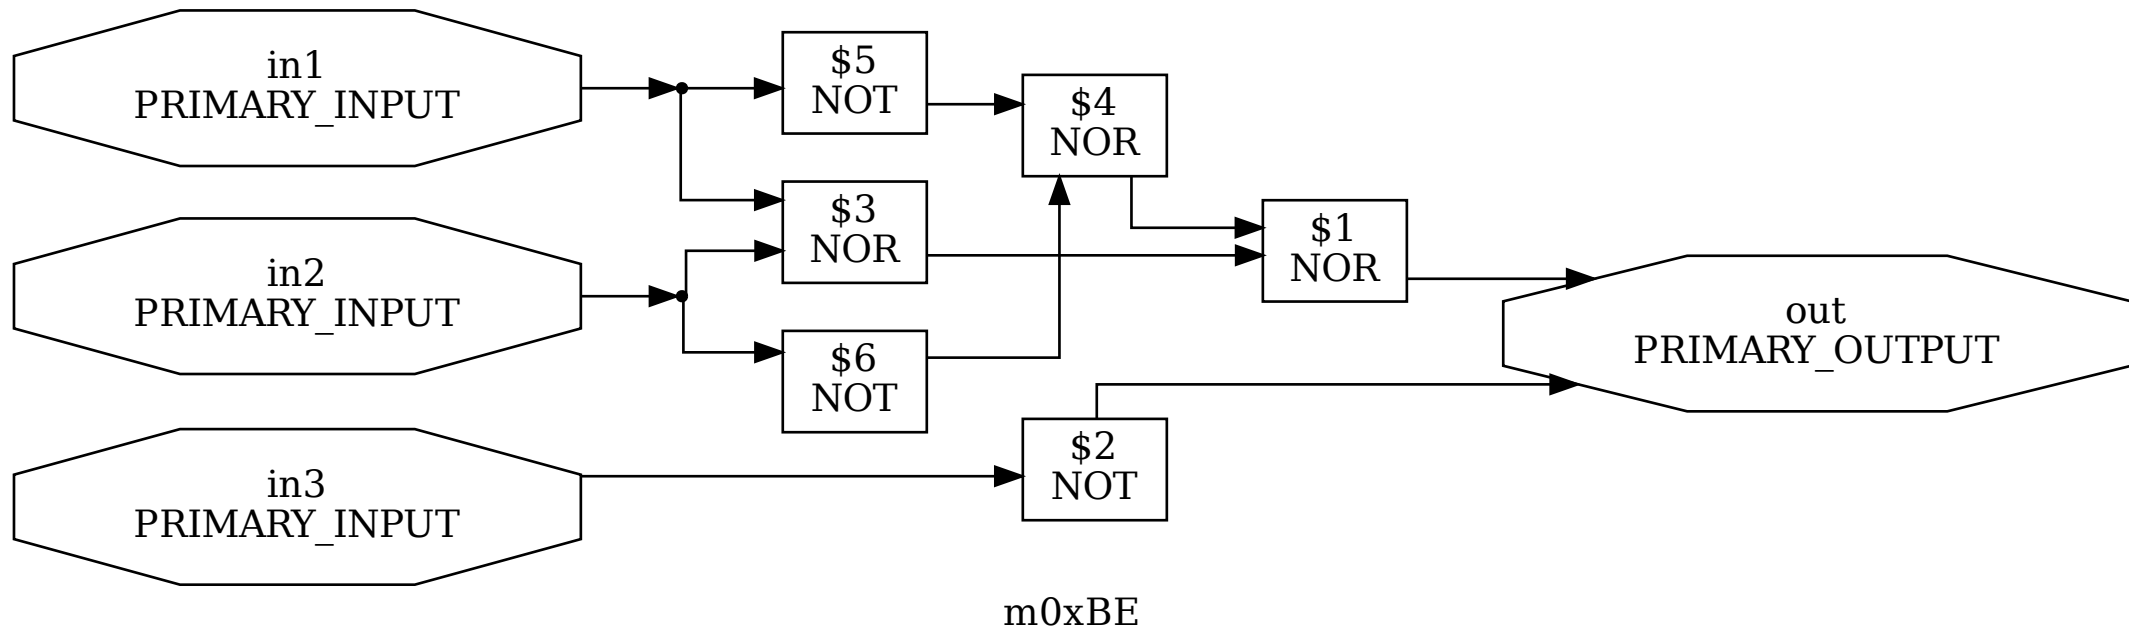 in1
PRIMARY_INPUT
$5
NOT
$4
NOR
$3
NOR
$1
NOR
in2
PRIMARY_INPUT
out
PRIMARY_OUTPUT
$6
NOT
$2
NOT
in3
PRIMARY_INPUT
m0xBE